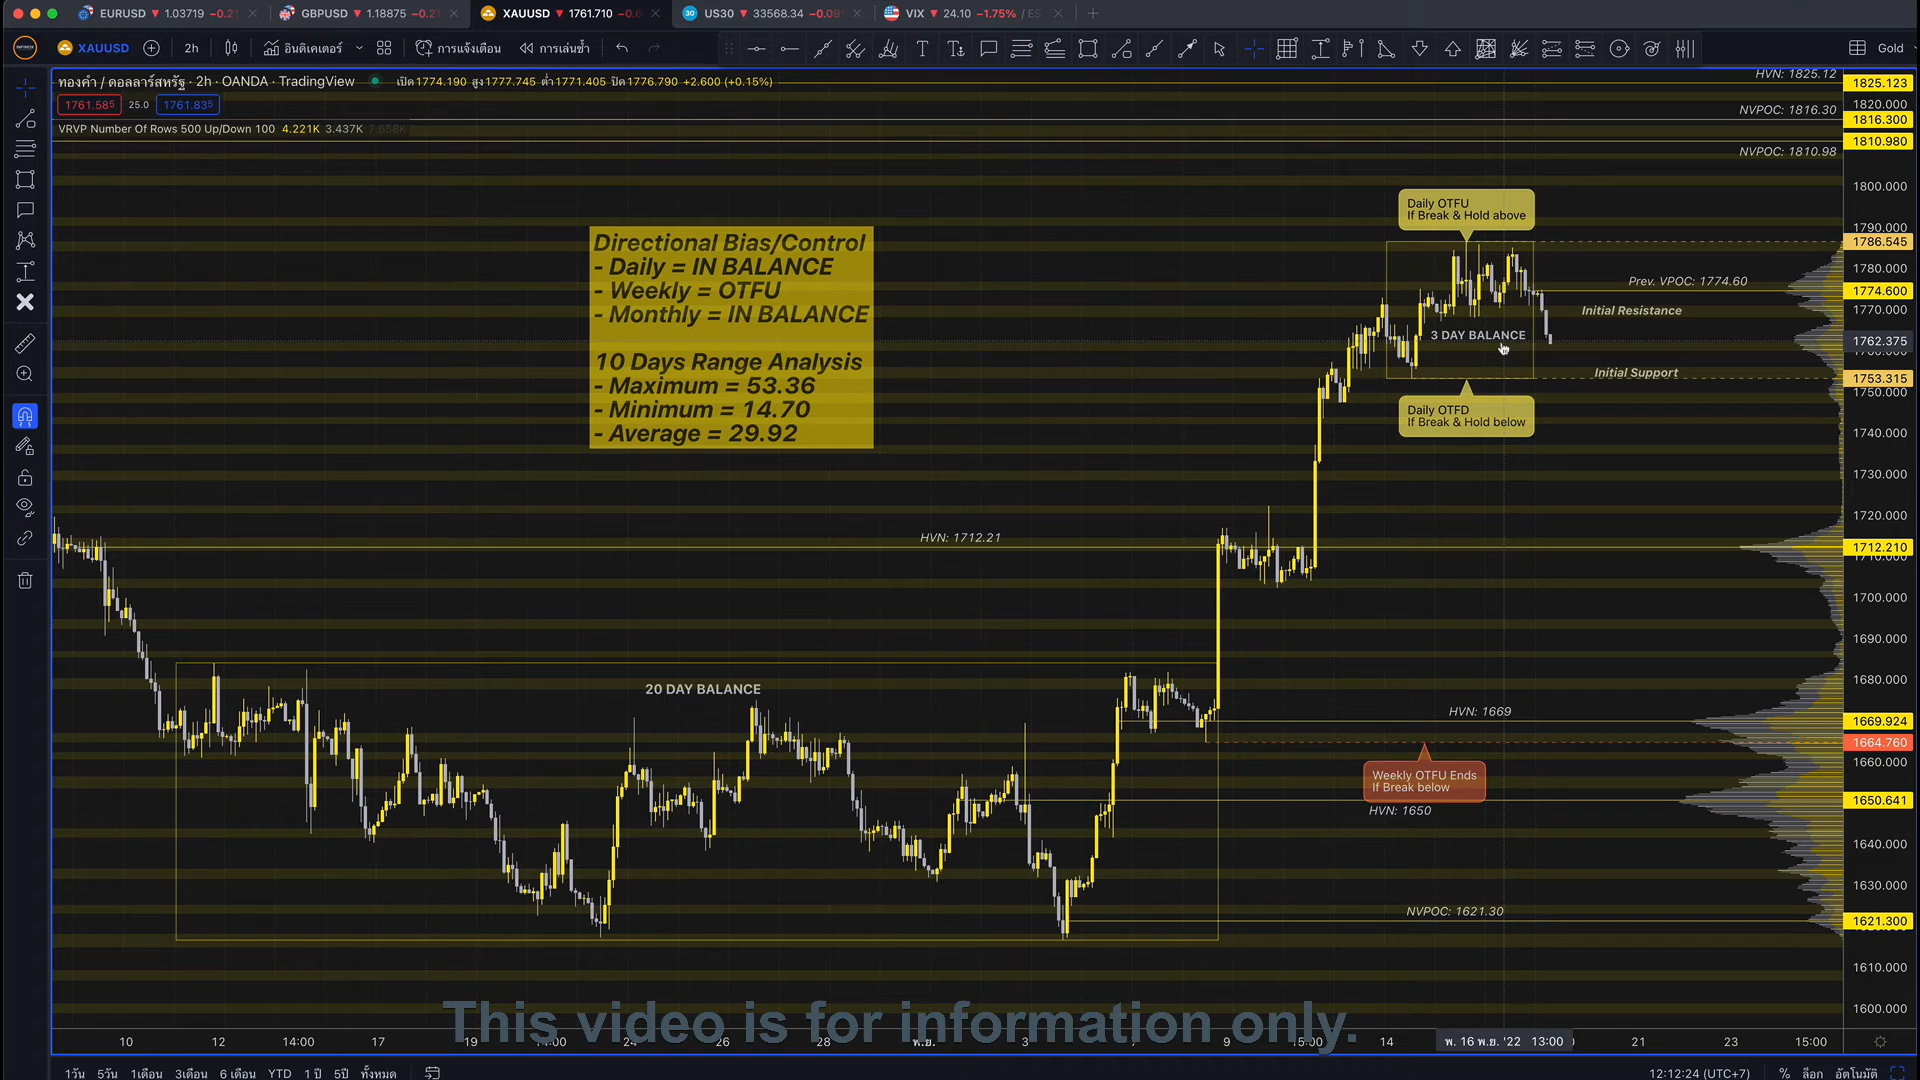 EURUSD 1.03719 -0.21
GBPUSD 1.18875 -0.21
XAUUSD 1761.710
US30 33568.34 -0.09
VIX 24.10 -1.75% / ES
XAUUSD 2h อินดิเคเตอร์ การแจ้งเตือน การเล่นซ้ำ Gold
ทองคำ / ดอลลาร์สหรัฐ · 2h · OANDA · TradingView เปิด1774.190 สูง1777.745 ต่ำ1771.405 ปิด1776.790 +2.600 (+0.15%)
1761.585 25.0 1761.835
VRVP Number Of Rows 500 Up/Down 100 4.221K 3.437K 7.658K
HVN: 1825.12
1825.123
1820.000
NVPOC: 1816.30
1816.300
1810.980
NVPOC: 1810.98
1800.000
Daily OTFU
If Break & Hold above
1790.000
1786.545
1780.000
Directional Bias/Control
- Daily = IN BALANCE
- Weekly = OTFU
- Monthly = IN BALANCE
10 Days Range Analysis
- Maximum = 53.36
- Minimum = 14.70
- Average = 29.92
Prev. VPOC: 1774.60
1774.600
Initial Resistance
1770.000
3 DAY BALANCE
1762.375
Initial Support
1753.315
1750.000
Daily OTFD
If Break & Hold below
1740.000
1730.000
1720.000
HVN: 1712.21
1712.210
1700.000
1690.000
1680.000
20 DAY BALANCE
HVN: 1669
1669.924
1664.760
1660.000
Weekly OTFU Ends
If Break below
1650.641
HVN: 1650
1640.000
1630.000
NVPOC: 1621.30
1621.300
1610.000
1600.000
This video is for information only.
10 12 14:00 17 19 14:00 24 26 28 พ.ย. 3 7 9 15:00 14 พ. 16 พ.ย. '22 13:00 21 23 15:00
1วัน 5วัน 1เดือน 3เดือน 6 เดือน YTD 1 ปี 5ปี ทั้งหมด 12:12:24 (UTC+7) % ล็อก อัตโนมัติ